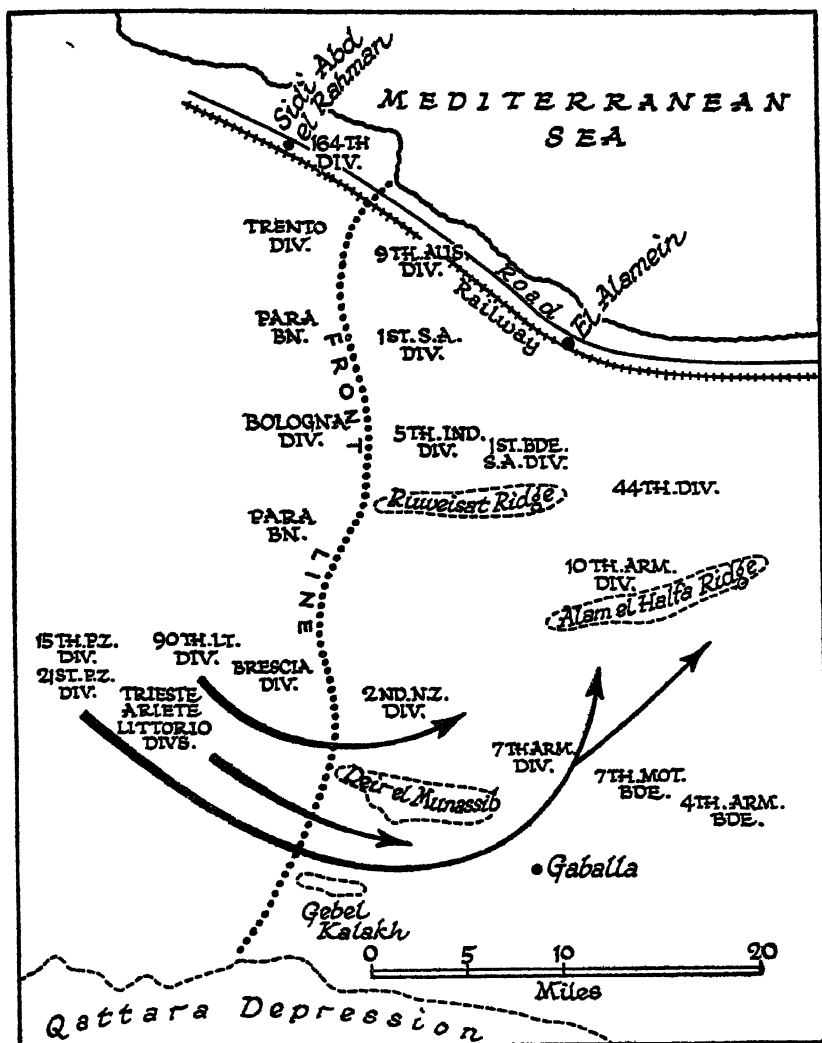 Sidi Abd
el Rahman
MEDITERRANEAN
SEA
164TH
DIV.
TRENTO
DIV.
9TH.AUS.
DIV.
Road
Railway
El Alamein
PARA
BN.
1ST.S.A.
DIV.
FRONT
BOLOGNA
DIV.
5TH.IND.
DIV.
1ST.BDE.
S.A.DIV.
44TH.DIV.
Ruweisat Ridge
PARA
BN.
LINE
10TH.ARM.
DIV.
Alam el Halfa Ridge
15TH.PZ.
DIV.
21ST.PZ.
DIV.
90TH.LT.
DIV.
BRESCIA
DIV.
TRIESTE
ARIETE
LITTORIO
DIVS.
2ND.N.Z.
DIV.
7TH.ARM.
DIV.
7TH.MOT.
BDE.
4TH.ARM.
BDE.
Deir el Munassib
Gaballa
Gebel
Kalakh
0 5 10 20
Miles
Qattara Depression